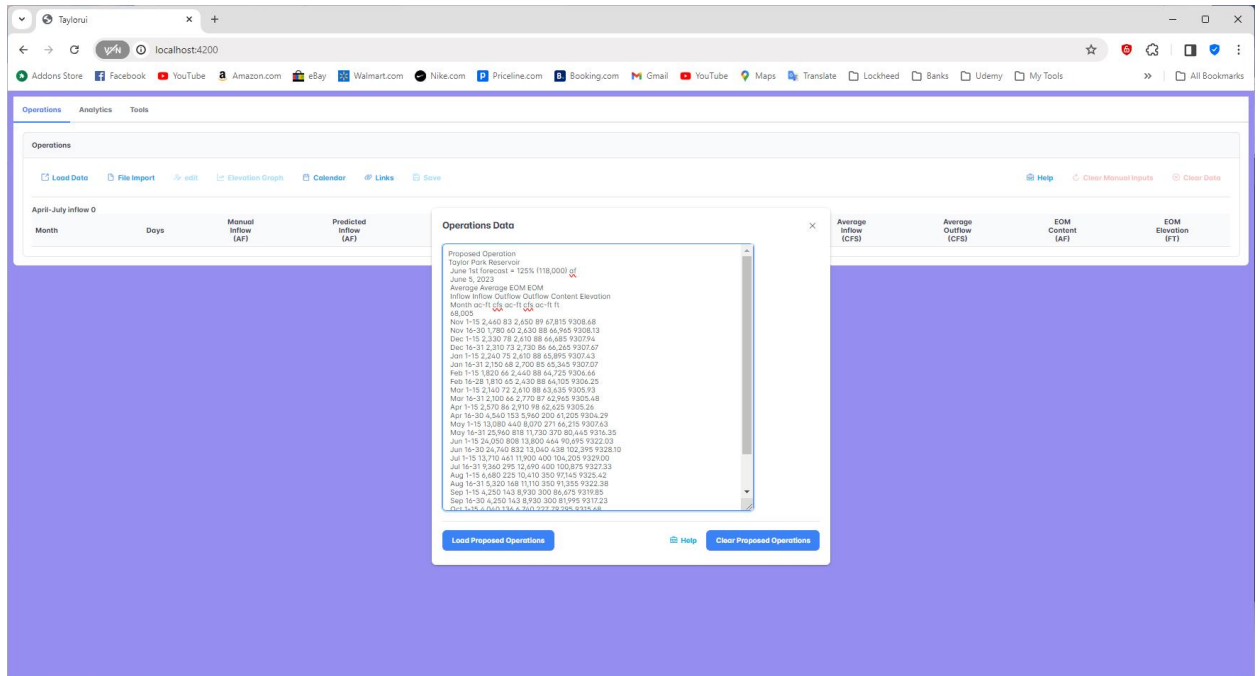 Taylorui
VPN
localhost:4200
Addons Store Facebook YouTube Amazon.com eBay Walmart.com Nike.com Priceline.com Booking.com Gmail YouTube Maps Translate Lockheed Banks Udemy My Tools » All Bookmarks
Operations Analytics Tools
Operations
Load Data File Import edit Elevation Graph Calendar Links Save Help Clear Manual Inputs Clear Data
April-July inflow 0
Month Days Manual Inflow (AF) Predicted Inflow (AF) Average Inflow (CFS) Average Outflow (CFS) EOM Content (AF) EOM Elevation (FT)
Operations Data
Proposed Operation
Taylor Park Reservoir
June 1st forecast = 125% (118,000) af
June 5, 2023
Average Average EOM EOM
Inflow Inflow Outflow Outflow Content Elevation
Month ac-ft cfs ac-ft cfs ac-ft ft
68,005
Nov 1-15 2,460 83 2,650 89 67,815 9308.68
Nov 16-30 1,780 60 2,630 88 66,965 9308.13
Dec 1-15 2,330 78 2,610 88 66,685 9307.94
Dec 16-31 2,310 73 2,730 86 66,265 9307.67
Jan 1-15 2,240 75 2,610 88 65,895 9307.43
Jan 16-31 2,150 68 2,700 85 65,345 9307.07
Feb 1-15 1,820 66 2,440 88 64,725 9306.66
Feb 16-28 1,810 65 2,430 88 64,105 9306.25
Mar 1-15 2,140 72 2,610 88 63,635 9305.93
Mar 16-31 2,100 66 2,770 87 62,965 9305.48
Apr 1-15 2,570 86 2,910 98 62,625 9305.26
Apr 16-30 4,540 153 5,960 200 61,205 9304.29
May 1-15 13,080 440 8,070 271 66,215 9307.63
May 16-31 25,960 818 11,730 370 80,445 9316.35
Jun 1-15 24,050 808 13,800 464 90,695 9322.03
Jun 16-30 24,740 832 13,040 438 102,395 9328.10
Jul 1-15 13,710 461 11,900 400 104,205 9329.00
Jul 16-31 9,360 295 12,690 400 100,875 9327.33
Aug 1-15 6,680 225 10,410 350 97,145 9325.42
Aug 16-31 5,320 168 11,110 350 91,355 9322.38
Sep 1-15 4,250 143 8,930 300 86,675 9319.85
Sep 16-30 4,250 143 8,930 300 81,995 9317.23
Oct 1-15 4,040 136 6,740 227 79,295 9315.68
Load Proposed Operations Help Clear Proposed Operations